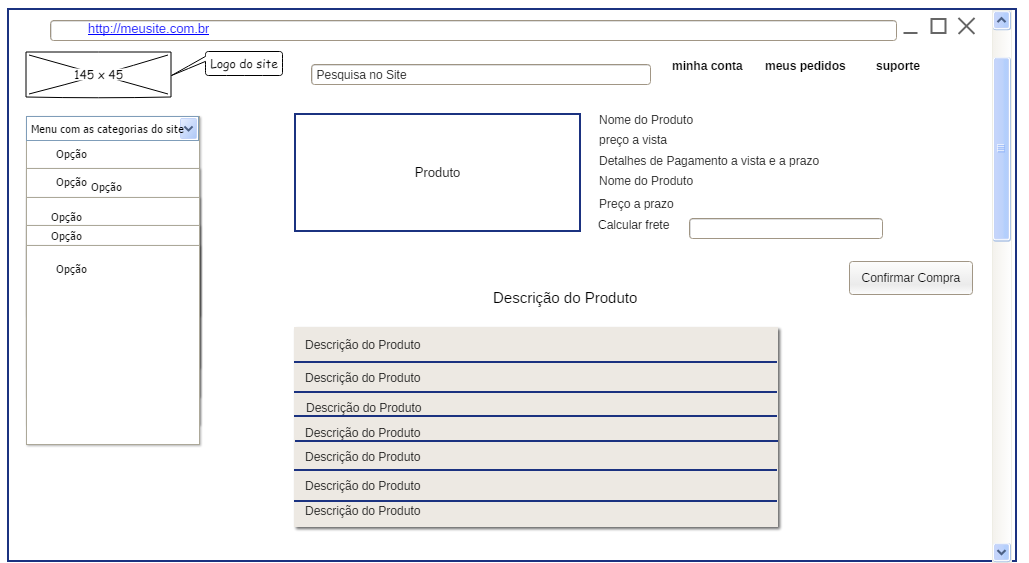 http://meusite.com.br
145 x 45
Logo do site
Pesquisa no Site
minha conta
meus pedidos
suporte
Menu com as categorias do site
Opção
Opção
Opção
Opção
Opção
Opção
Produto
Nome do Produto
preço a vista
Detalhes de Pagamento a vista e a prazo
Nome do Produto
Preço a prazo
Calcular frete
Confirmar Compra
Descrição do Produto
Descrição do Produto
Descrição do Produto
Descrição do Produto
Descrição do Produto
Descrição do Produto
Descrição do Produto
Descrição do Produto